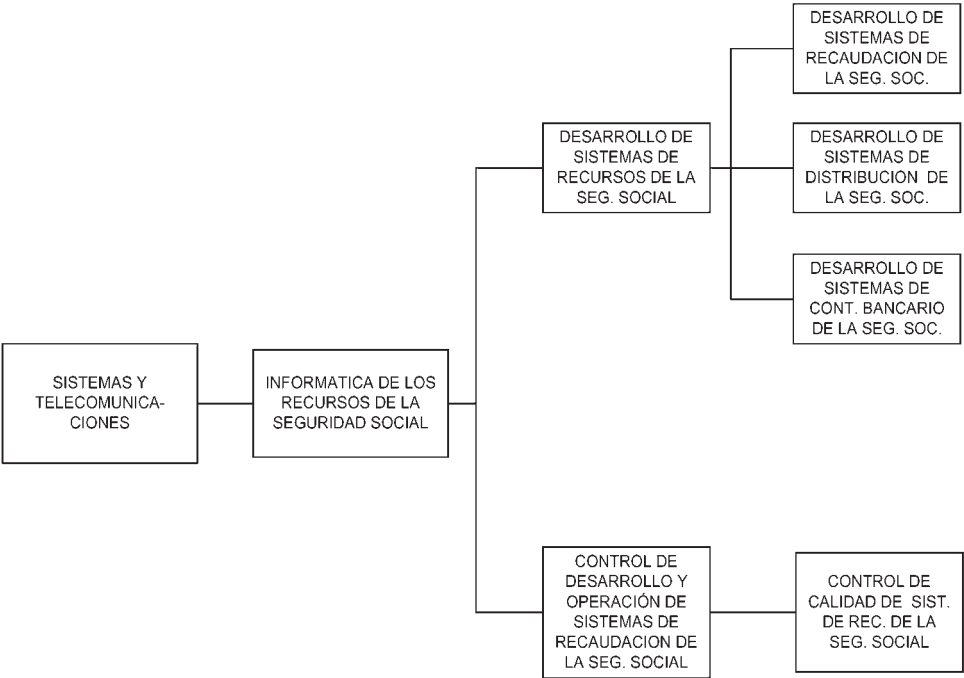 DESARROLLO DE
SISTEMAS DE
RECAUDACION DE
LA SEG. SOC.
DESARROLLO DE
SISTEMAS DE
RECURSOS DE LA
SEG. SOCIAL
DESARROLLO DE
SISTEMAS DE
DISTRIBUCION DE
LA SEG. SOC.
DESARROLLO DE
SISTEMAS DE
CONT. BANCARIO
DE LA SEG. SOC.
SISTEMAS Y
TELECOMUNICA-
CIONES
INFORMATICA DE LOS
RECURSOS DE LA
SEGURIDAD SOCIAL
CONTROL DE
DESARROLLO Y
OPERACIÓN DE
SISTEMAS DE
RECAUDACION DE
LA SEG. SOCIAL
CONTROL DE
CALIDAD DE SIST.
DE REC. DE LA
SEG. SOCIAL